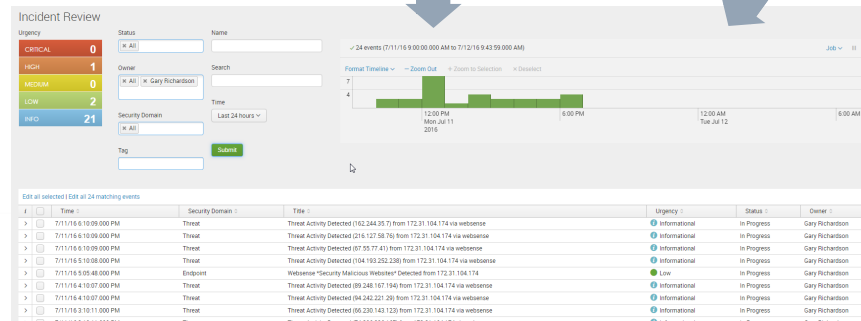 Incident Review
Urgency
CRITICAL 0
HIGH 1
MEDIUM 0
LOW 2
INFO 21
Status
× All
Name
Owner
× All × Gary Richardson
Search
Security Domain
× All
Time
Last 24 hours
Tag
Submit
✓ 24 events (7/11/16 9:00:00.000 AM to 7/12/16 9:43:59.000 AM)
Job
Format Timeline — Zoom Out + Zoom to Selection × Deselect
7
4
12:00 PM
Mon Jul 11
2016
6:00 PM
12:00 AM
Tue Jul 12
6:00 AM
Edit all selected | Edit all 24 matching events
i Time Security Domain Title Urgency Status Owner
> 7/11/16 6:10:09.000 PM Threat Threat Activity Detected (162.244.35.7) from 172.31.104.174 via websense Informational In Progress Gary Richardson
> 7/11/16 6:10:09.000 PM Threat Threat Activity Detected (216.127.58.76) from 172.31.104.174 via websense Informational In Progress Gary Richardson
> 7/11/16 6:10:09.000 PM Threat Threat Activity Detected (67.55.77.41) from 172.31.104.174 via websense Informational In Progress Gary Richardson
> 7/11/16 5:10:08.000 PM Threat Threat Activity Detected (104.193.252.238) from 172.31.104.174 via websense Informational In Progress Gary Richardson
> 7/11/16 5:05:48.000 PM Endpoint Websense *Security Malicious Websites* Detected from 172.31.104.174 Low In Progress Gary Richardson
> 7/11/16 4:10:07.000 PM Threat Threat Activity Detected (89.248.167.194) from 172.31.104.174 via websense Informational In Progress Gary Richardson
> 7/11/16 4:10:07.000 PM Threat Threat Activity Detected (94.242.221.29) from 172.31.104.174 via websense Informational In Progress Gary Richardson
> 7/11/16 3:10:11.000 PM Threat Threat Activity Detected (66.230.143.123) from 172.31.104.174 via websense Informational In Progress Gary Richardson